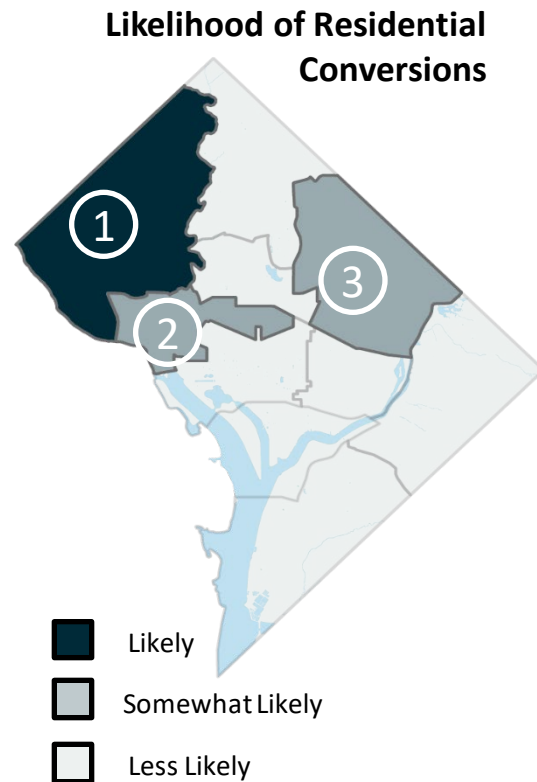 Likelihood of Residential
Conversions
1
2
3
Likely
Somewhat Likely
Less Likely